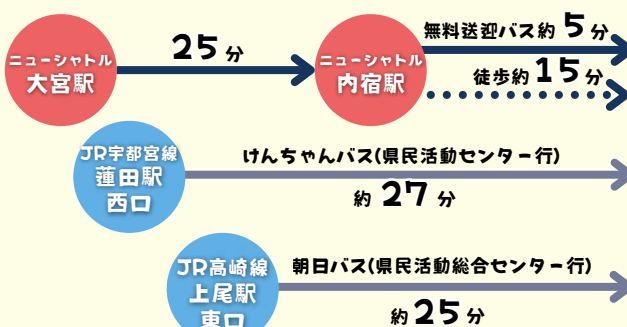 ニューシャトル
大宮駅
25分
ニューシャトル
内宿駅
無料送迎バス約5分
徒歩約15分
JR宇都宮線
蓮田駅
西口
けんちゃんバス(県民活動センター行)
約27分
JR高崎線
上尾駅
東口
朝日バス(県民活動総合センター行)
約25分